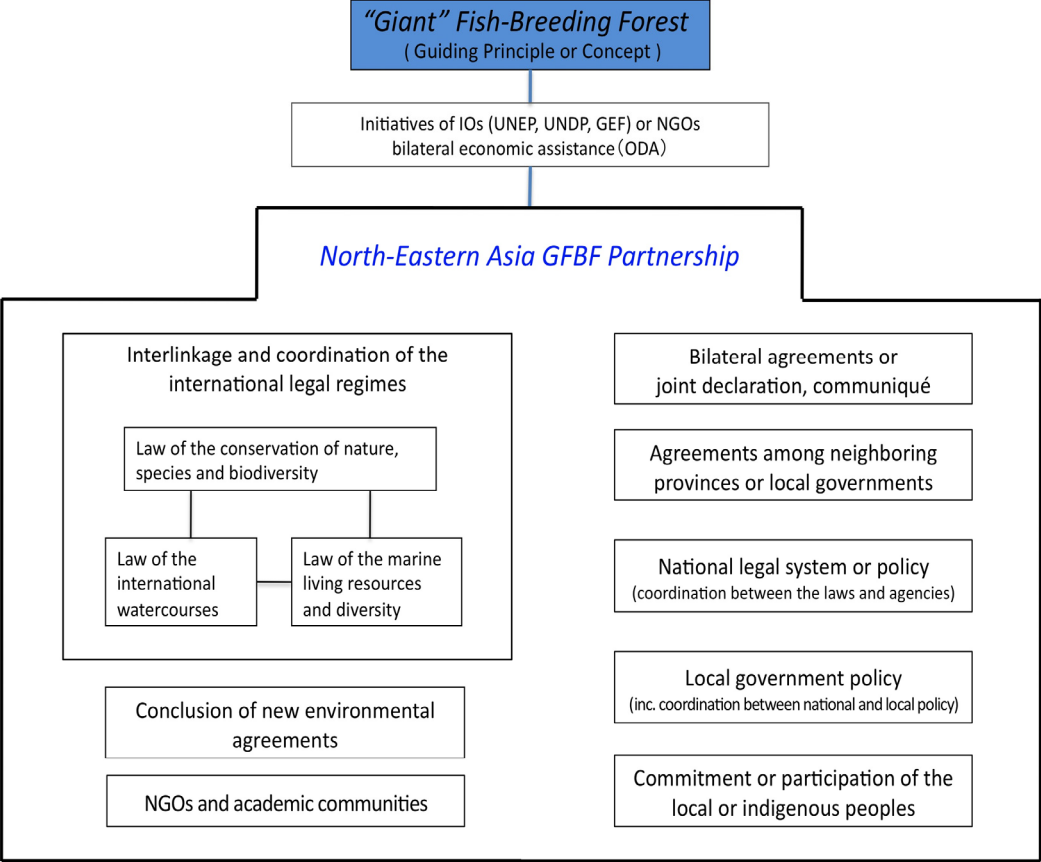 “Giant” Fish-Breeding Forest
( Guiding Principle or Concept )
Initiatives of IOs (UNEP, UNDP, GEF) or NGOs
bilateral economic assistance（ODA）
North-Eastern Asia GFBF Partnership
Interlinkage and coordination of the
international legal regimes
Law of the conservation of nature,
species and biodiversity
Law of the
international
watercourses
Law of the marine
living resources
and diversity
Conclusion of new environmental
agreements
NGOs and academic communities
Bilateral agreements or
joint declaration, communiqué
Agreements among neighboring
provinces or local governments
National legal system or policy
(coordination between the laws and agencies)
Local government policy
(inc. coordination between national and local policy)
Commitment or participation of the
local or indigenous peoples